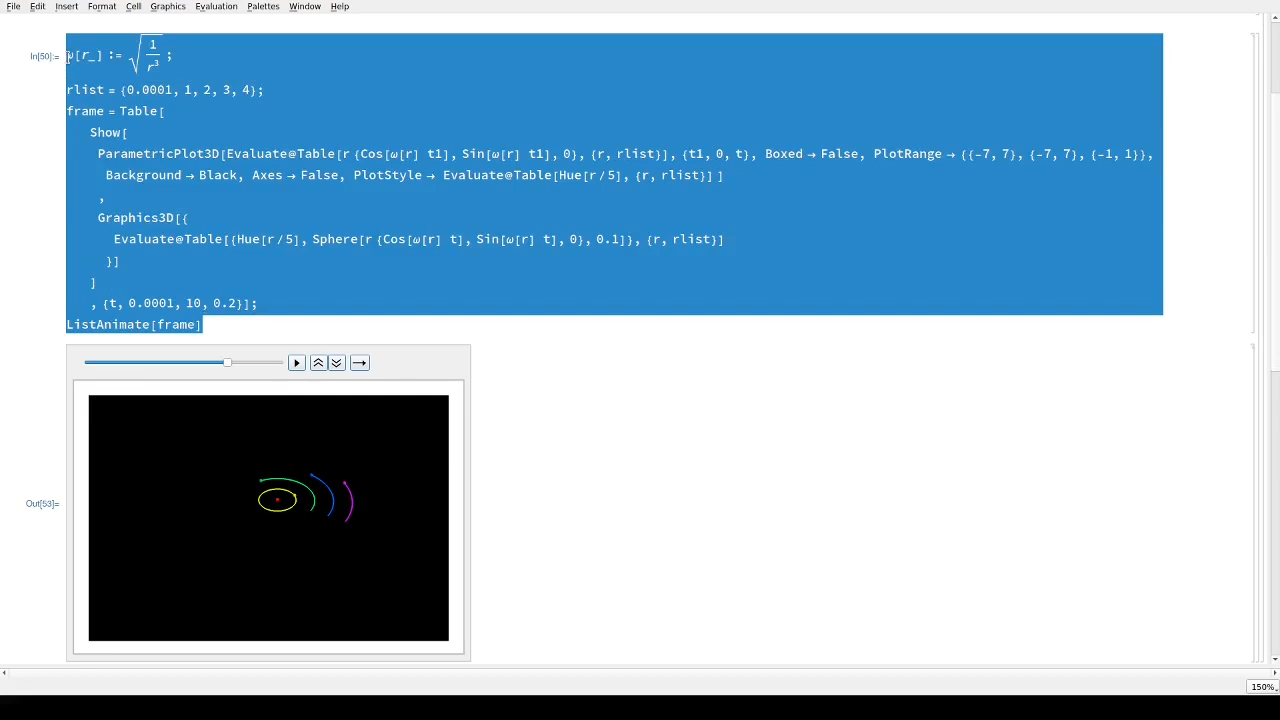 File Edit Insert Format Cell Graphics Evaluation Palettes Window Help
In[50]:= ω[r_] := √(1/r³) ;
rlist = {0.0001, 1, 2, 3, 4};
frame = Table[
Show[
ParametricPlot3D[Evaluate@Table[r {Cos[ω[r] t1], Sin[ω[r] t1], 0}, {r, rlist}], {t1, 0, t}, Boxed → False, PlotRange → {{-7, 7}, {-7, 7}, {-1, 1}},
Background → Black, Axes → False, PlotStyle → Evaluate@Table[Hue[r / 5], {r, rlist}] ]
,
Graphics3D[{
Evaluate@Table[{Hue[r / 5], Sphere[r {Cos[ω[r] t], Sin[ω[r] t], 0}, 0.1]}, {r, rlist}]
}]
]
, {t, 0.0001, 10, 0.2}];
ListAnimate[frame]
Out[53]=
150%